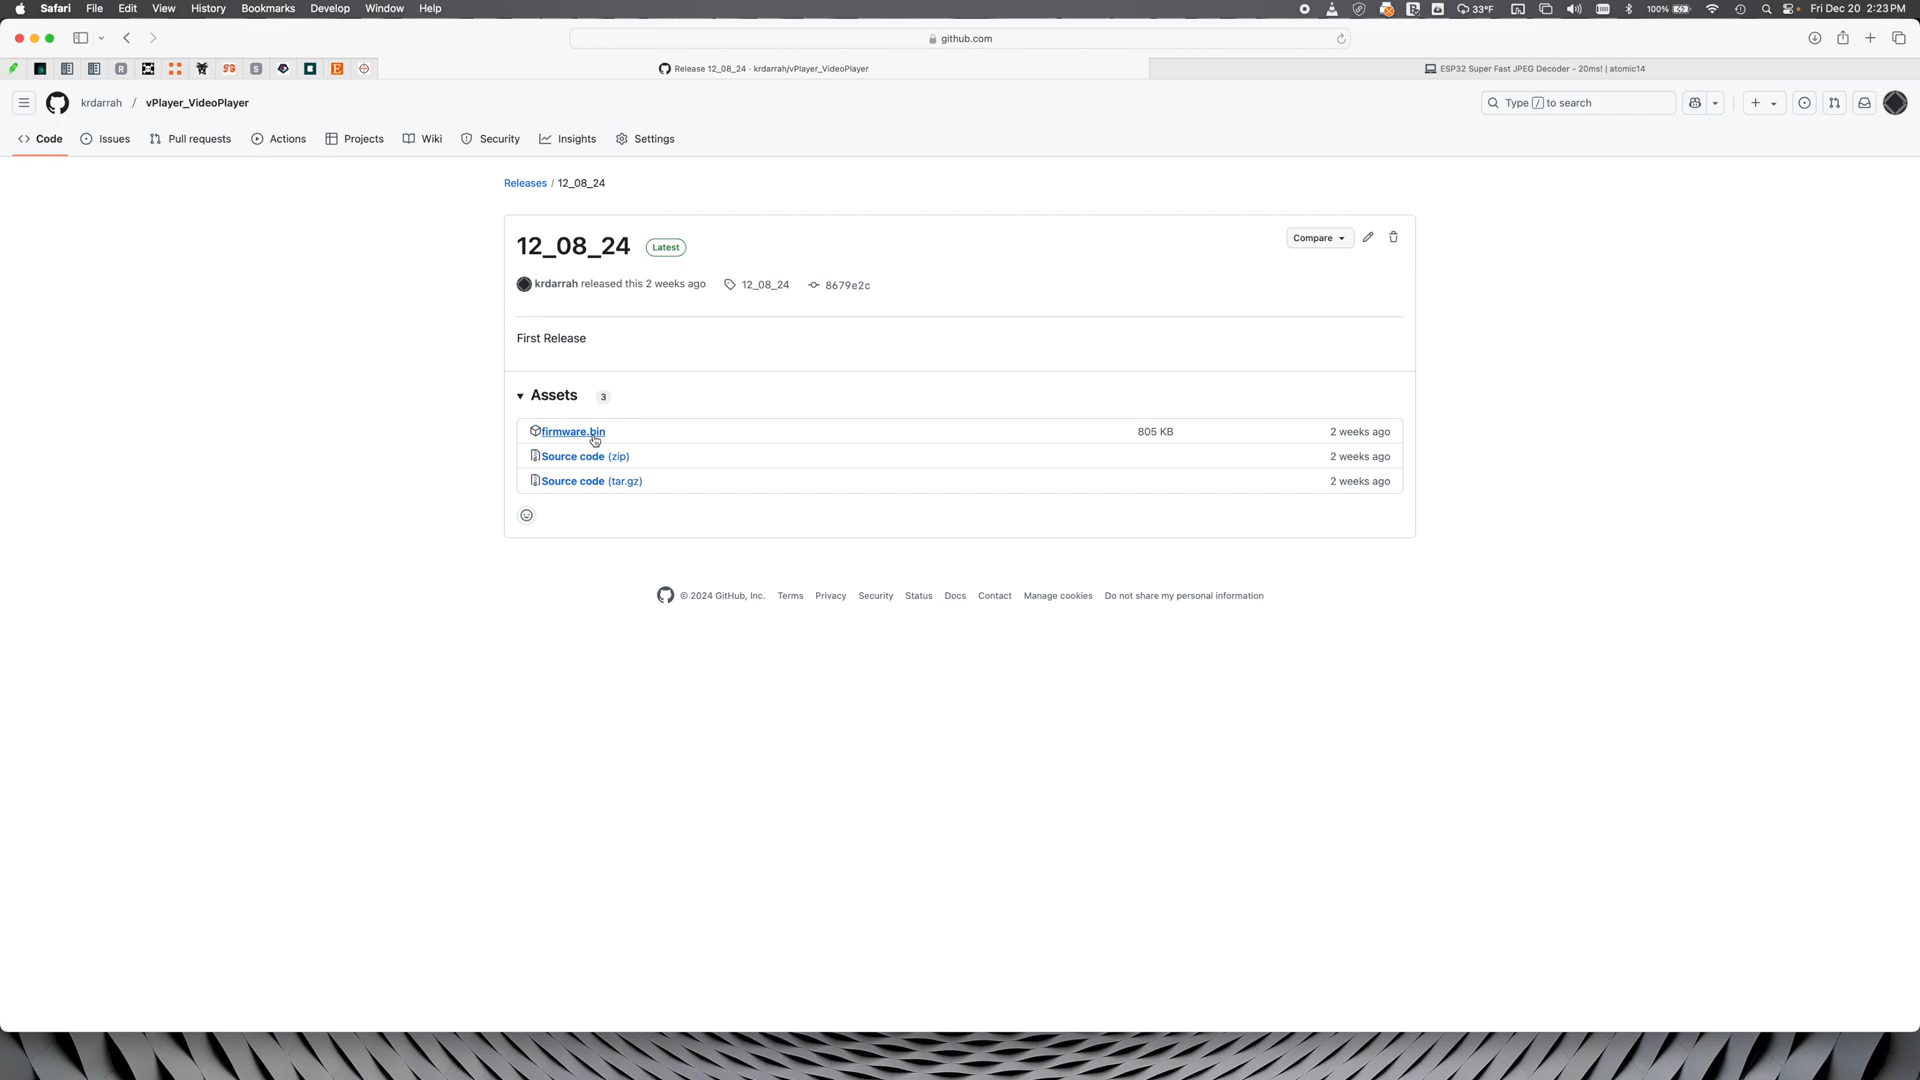 Safari File Edit View History Bookmarks Develop Window Help 33°F 100% Fri Dec 20 2:23 PM
github.com
R SG S E Release 12_08_24 · krdarrah/vPlayer_VideoPlayer ESP32 Super Fast JPEG Decoder - 20ms! | atomic14
krdarrah / vPlayer_VideoPlayer Type / to search
Code Issues Pull requests Actions Projects Wiki Security Insights Settings
Releases / 12_08_24
12_08_24 Latest Compare
krdarrah released this 2 weeks ago 12_08_24 8679e2c
First Release
Assets 3
firmware.bin 805 KB 2 weeks ago
Source code (zip) 2 weeks ago
Source code (tar.gz) 2 weeks ago
© 2024 GitHub, Inc. Terms Privacy Security Status Docs Contact Manage cookies Do not share my personal information